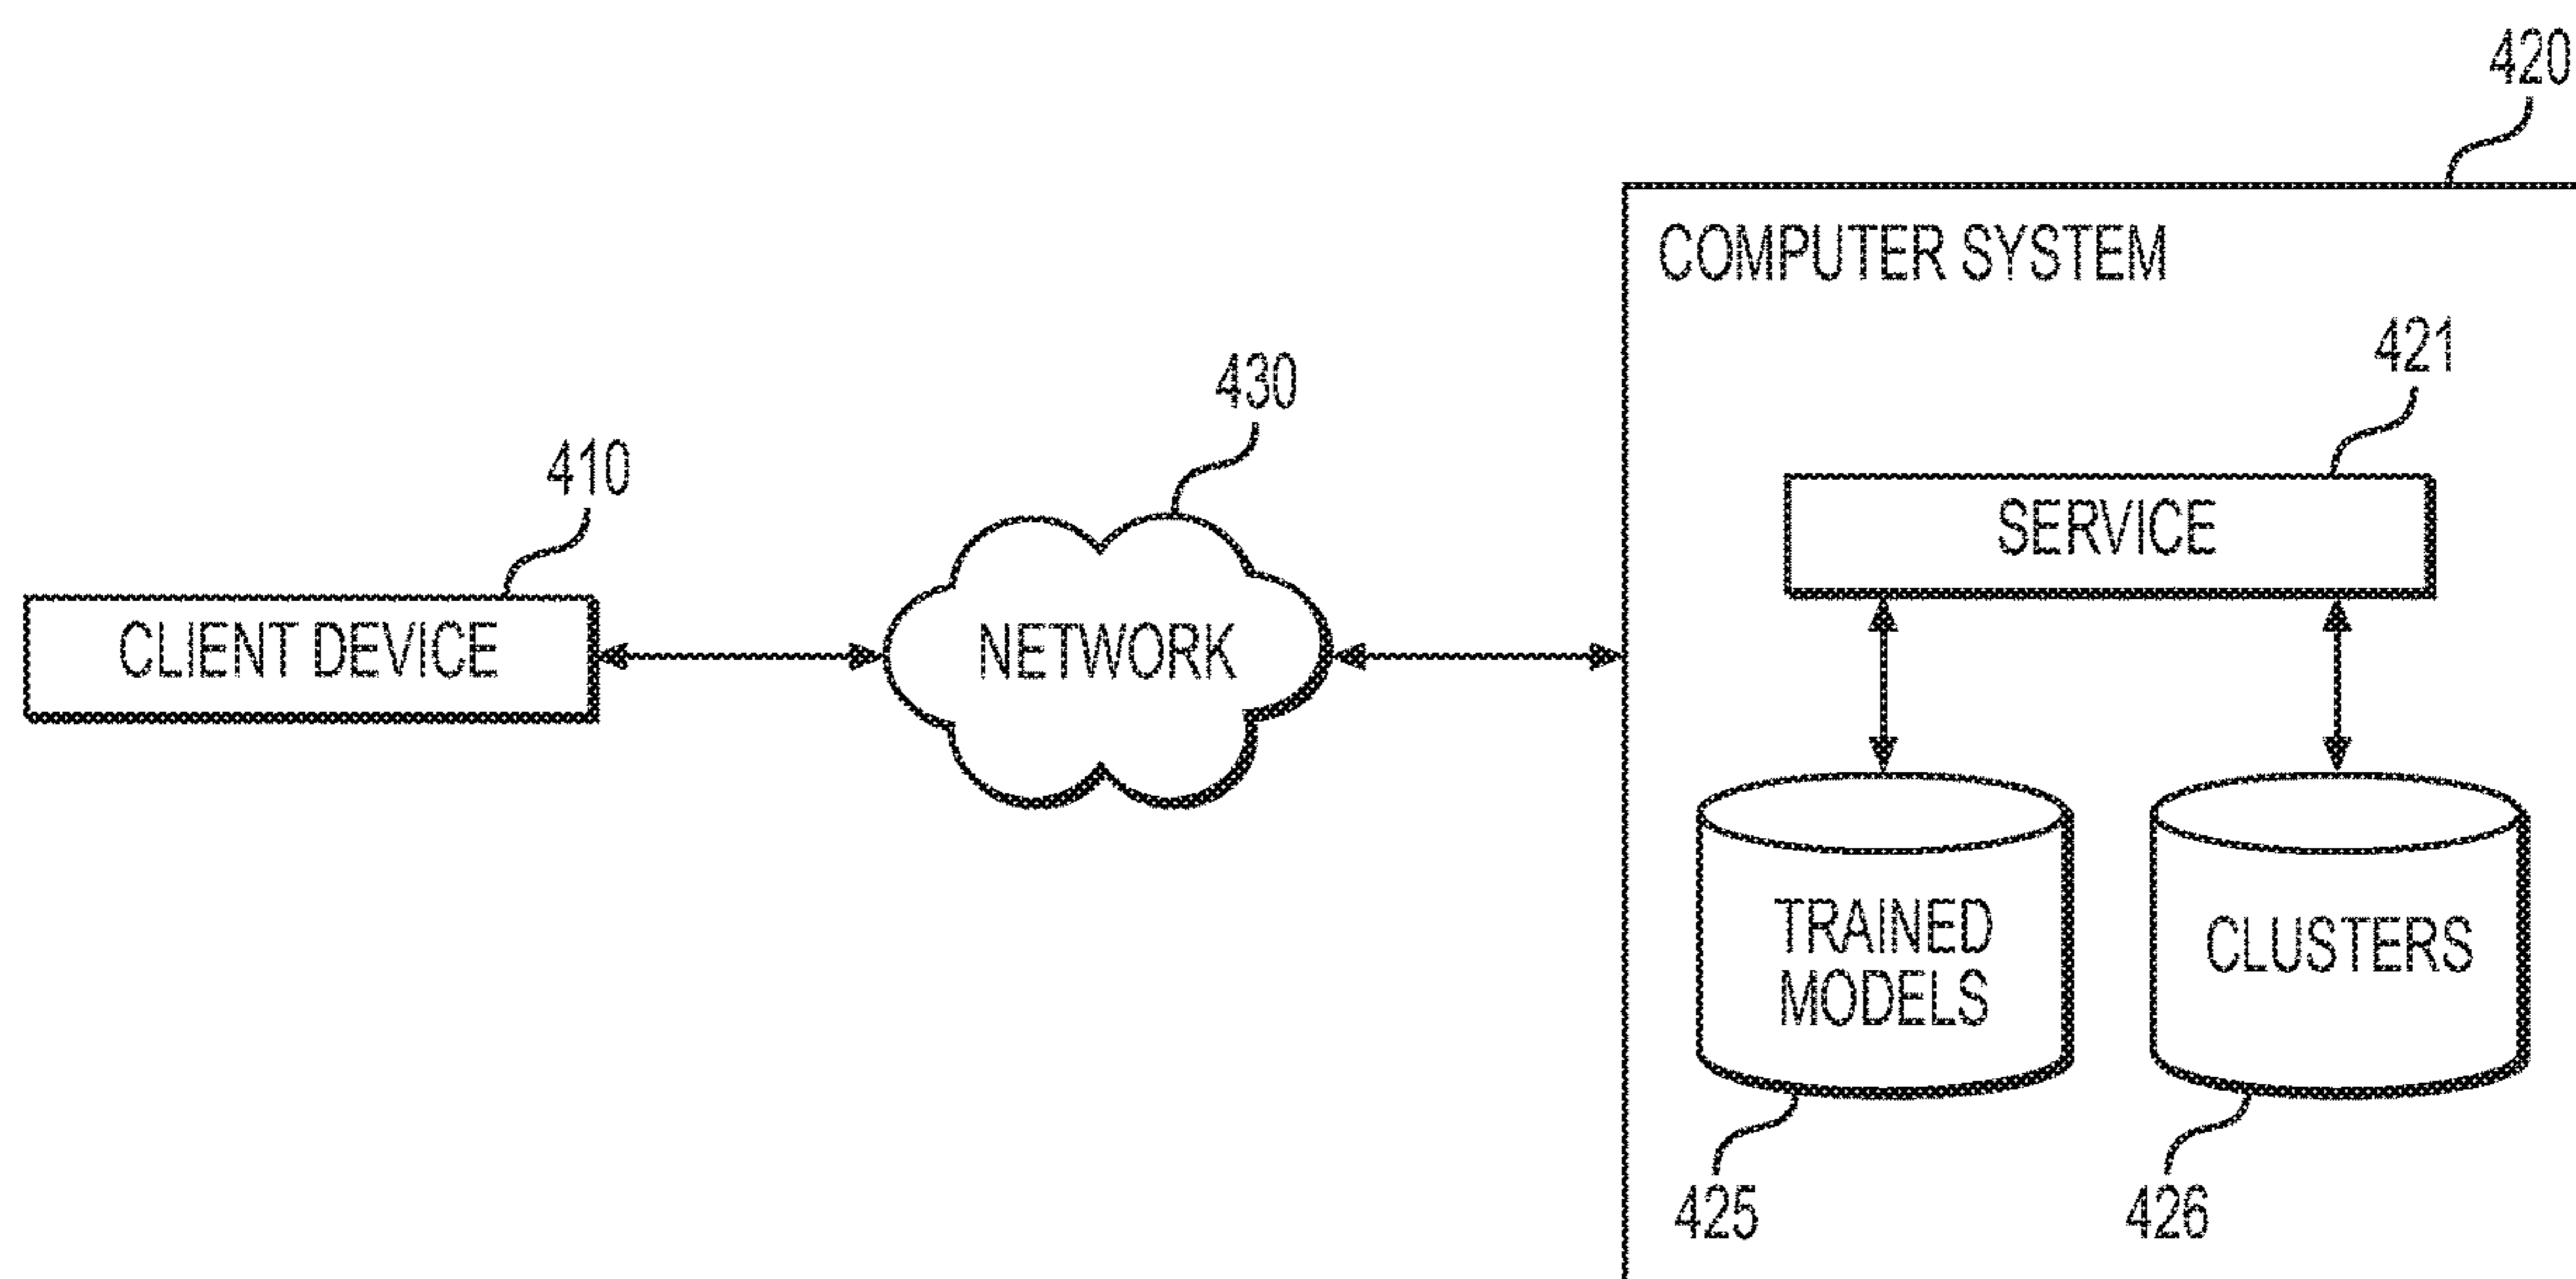 420
COMPUTER SYSTEM
421
430
410
SERVICE
CLIENT DEVICE
NETWORK
TRAINED
MODELS
CLUSTERS
425
426